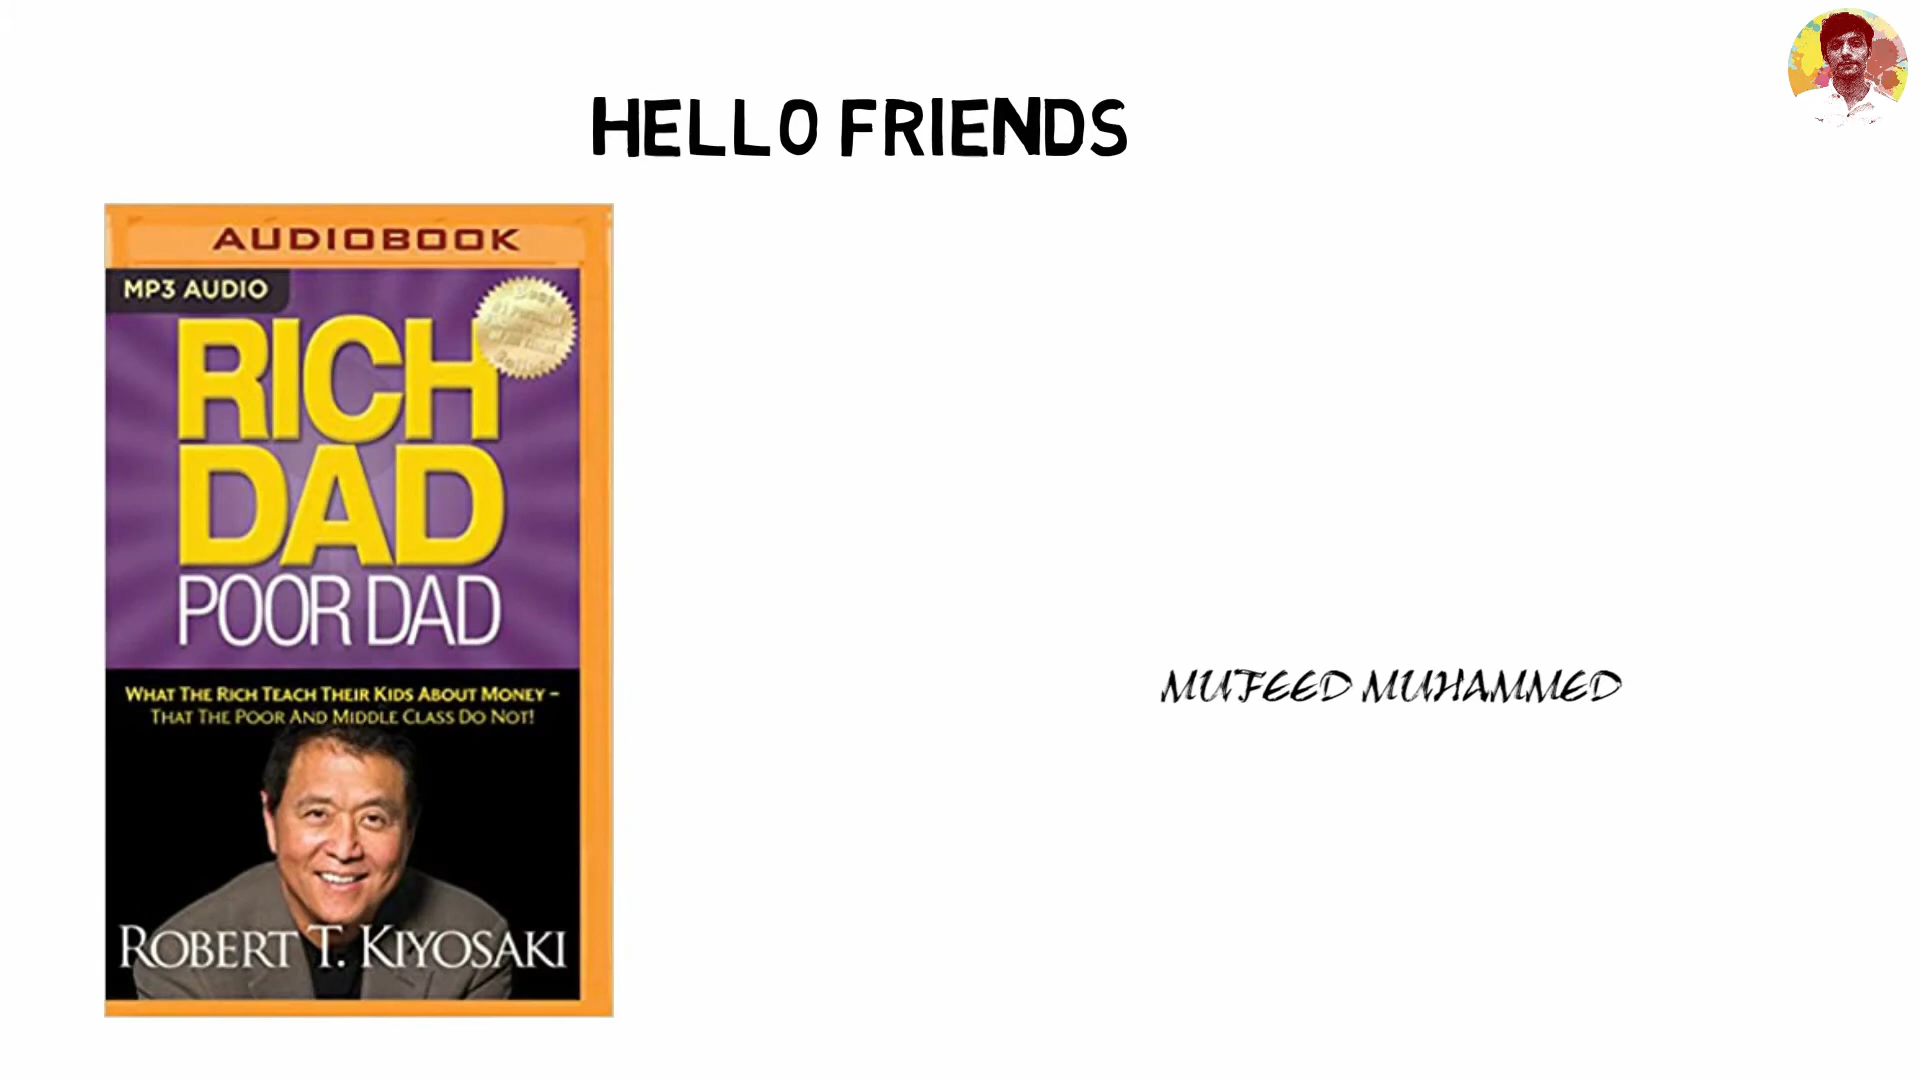 HELLO FRIENDS
AUDIOBOOK
MP3 AUDIO
RICH
DAD
POOR DAD
WHAT THE RICH TEACH THEIR KIDS ABOUT MONEY –
THAT THE POOR AND MIDDLE CLASS DO NOT!
ROBERT T. KIYOSAKI
MUFEED MUHAMMED